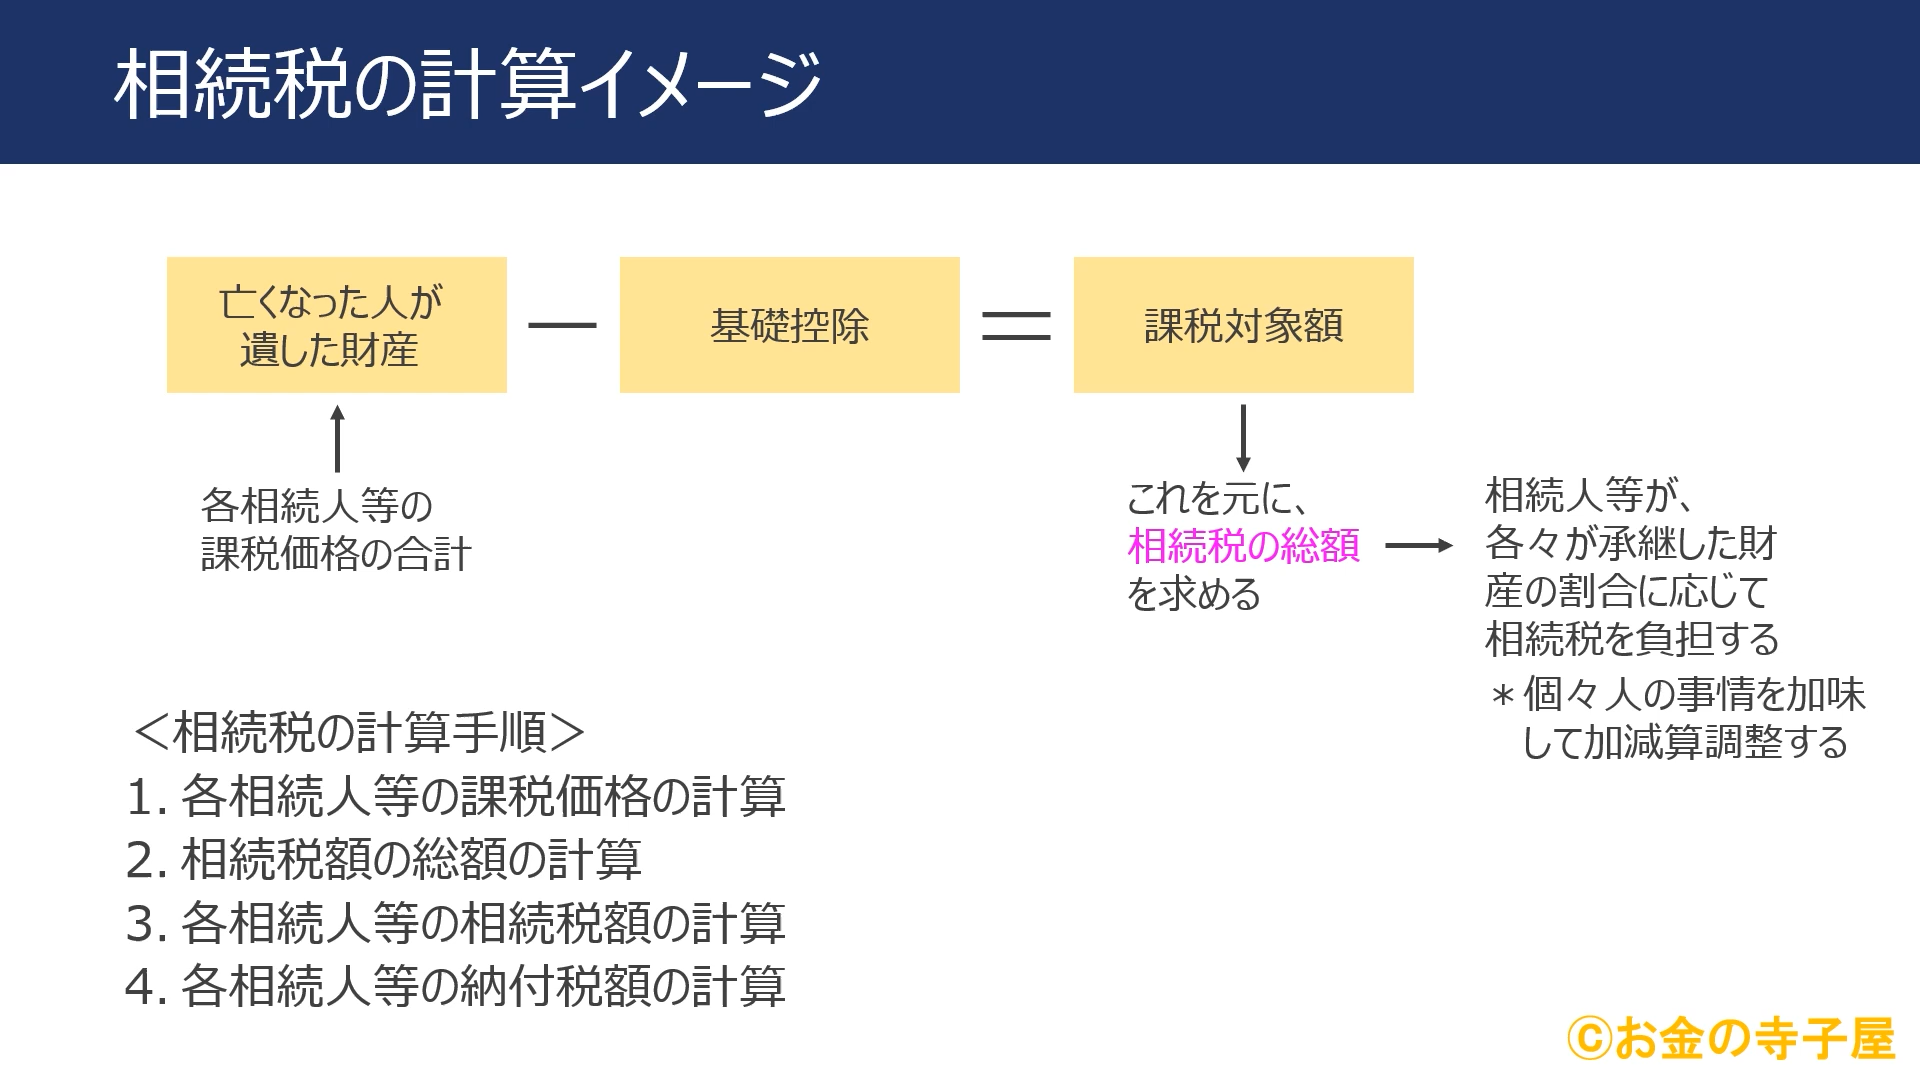 相続税の計算イメージ
亡くなった人が
遺した財産
―
基礎控除
＝
課税対象額
各相続人等の
課税価格の合計
これを元に、
相続税の総額
を求める
相続人等が、
各々が承継した財
産の割合に応じて
相続税を負担する
＊個々人の事情を加味
して加減算調整する
＜相続税の計算手順＞
1. 各相続人等の課税価格の計算
2. 相続税額の総額の計算
3. 各相続人等の相続税額の計算
4. 各相続人等の納付税額の計算
©お金の寺子屋